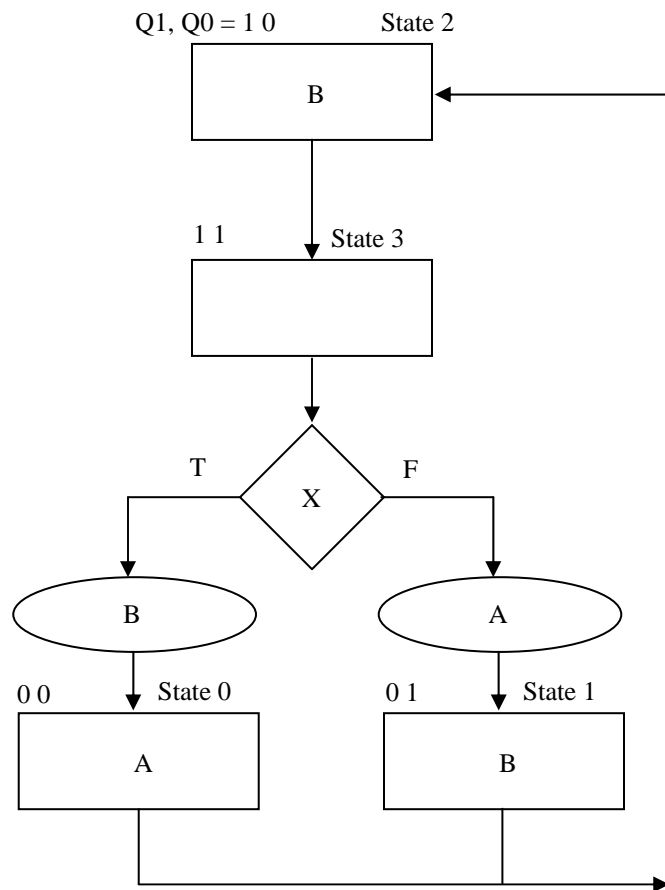 Q1, Q0 = 1 0 State 2
B
1 1 State 3
T F
X
B A
0 0 State 0 0 1 State 1
A B